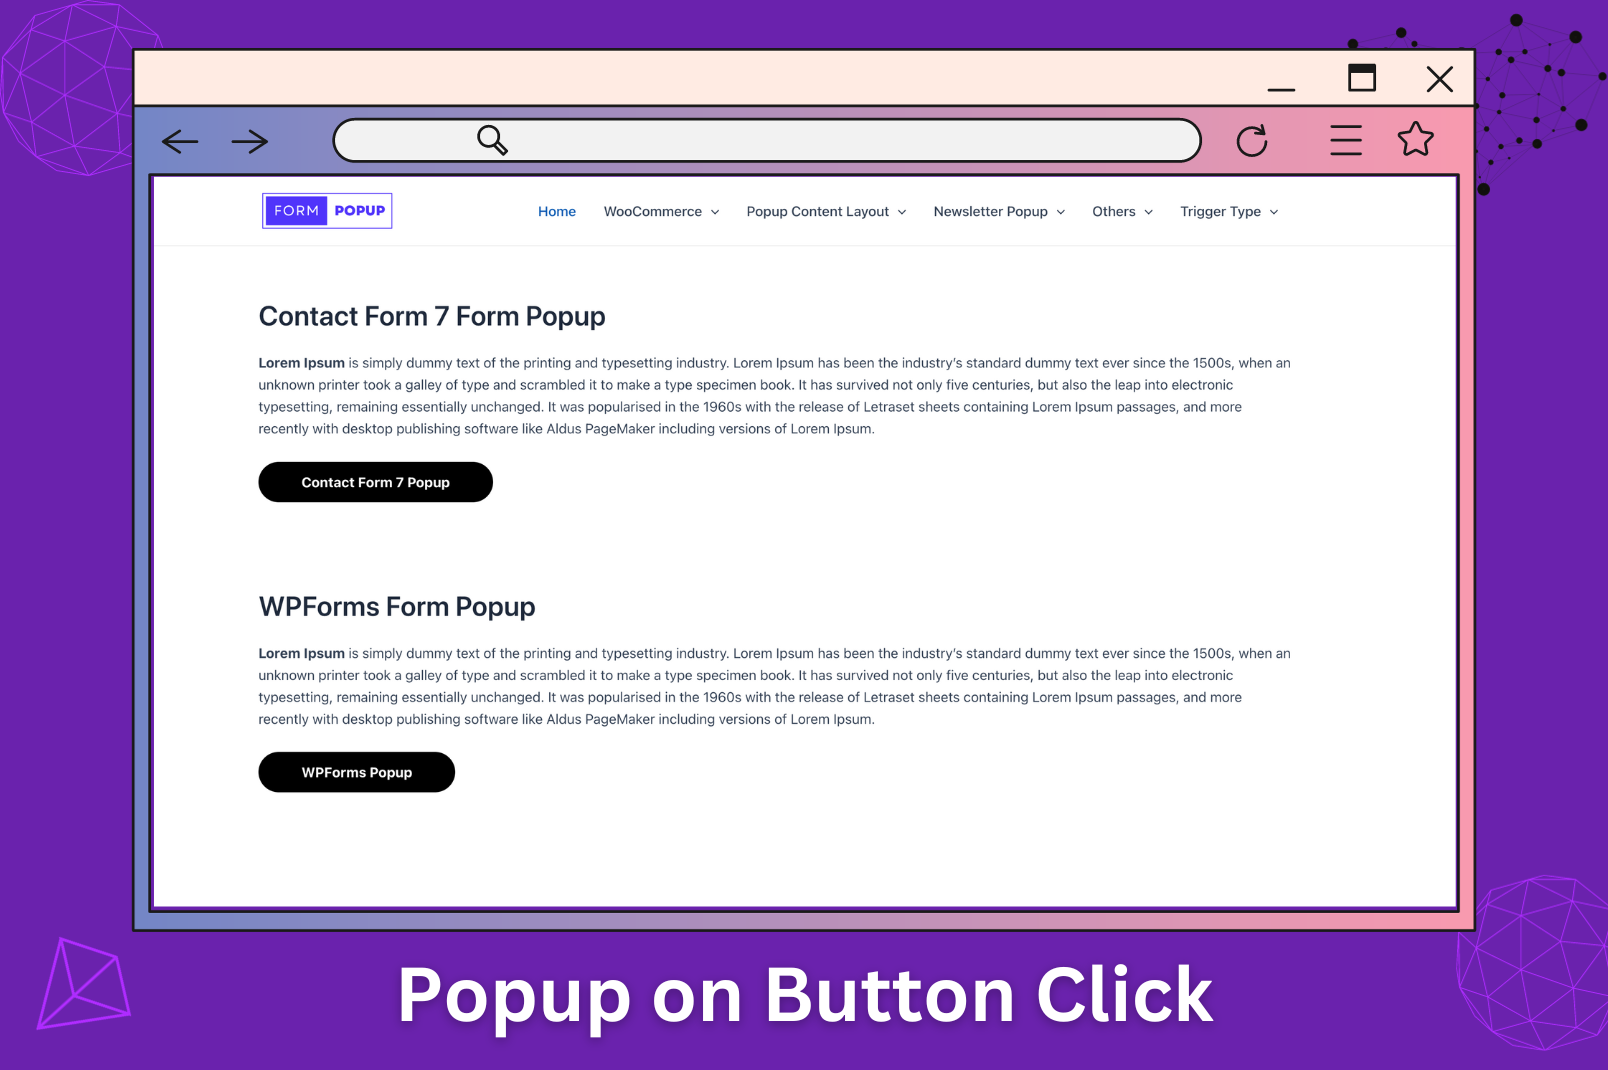 FORM POPUP
Home WooCommerce Popup Content Layout Newsletter Popup Others Trigger Type
Contact Form 7 Form Popup
Lorem Ipsum is simply dummy text of the printing and typesetting industry. Lorem Ipsum has been the industry’s standard dummy text ever since the 1500s, when an
unknown printer took a galley of type and scrambled it to make a type specimen book. It has survived not only five centuries, but also the leap into electronic
typesetting, remaining essentially unchanged. It was popularised in the 1960s with the release of Letraset sheets containing Lorem Ipsum passages, and more
recently with desktop publishing software like Aldus PageMaker including versions of Lorem Ipsum.
Contact Form 7 Popup
WPForms Form Popup
Lorem Ipsum is simply dummy text of the printing and typesetting industry. Lorem Ipsum has been the industry’s standard dummy text ever since the 1500s, when an
unknown printer took a galley of type and scrambled it to make a type specimen book. It has survived not only five centuries, but also the leap into electronic
typesetting, remaining essentially unchanged. It was popularised in the 1960s with the release of Letraset sheets containing Lorem Ipsum passages, and more
recently with desktop publishing software like Aldus PageMaker including versions of Lorem Ipsum.
WPForms Popup
Popup on Button Click